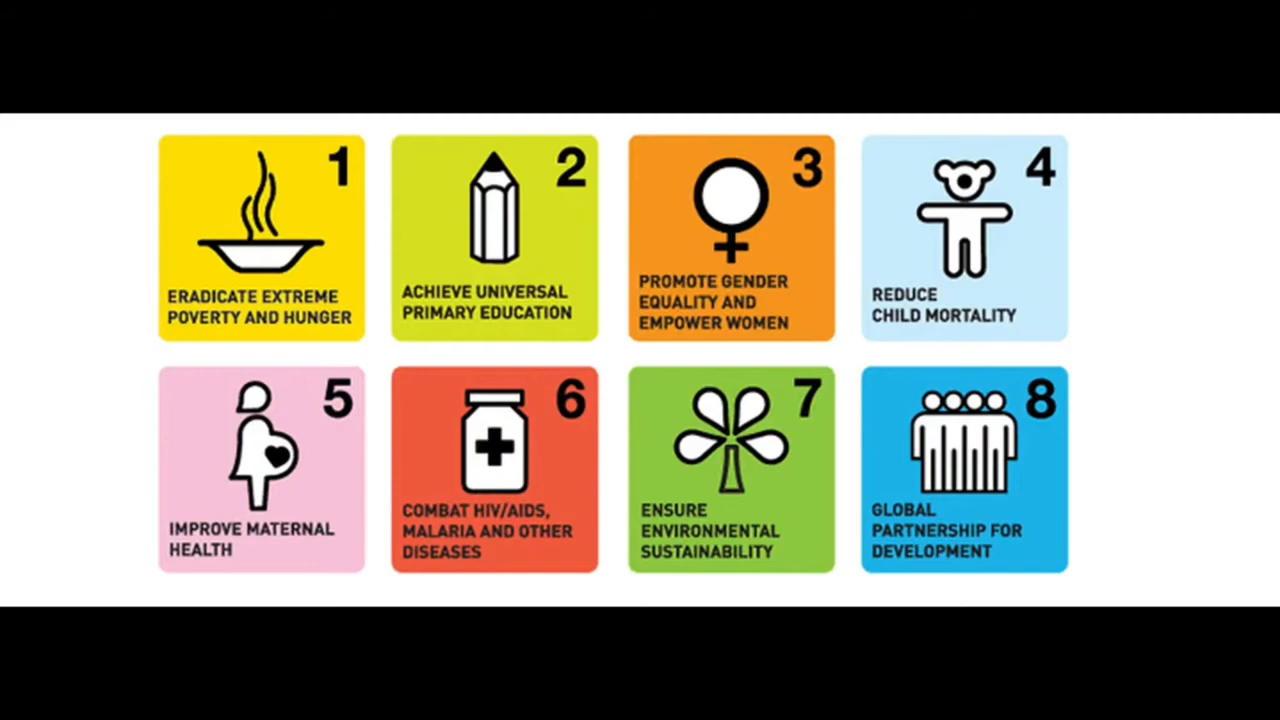 1
ERADICATE EXTREME
POVERTY AND HUNGER
2
ACHIEVE UNIVERSAL
PRIMARY EDUCATION
3
PROMOTE GENDER
EQUALITY AND
EMPOWER WOMEN
4
REDUCE
CHILD MORTALITY
5
IMPROVE MATERNAL
HEALTH
6
COMBAT HIV/AIDS,
MALARIA AND OTHER
DISEASES
7
ENSURE
ENVIRONMENTAL
SUSTAINABILITY
8
GLOBAL
PARTNERSHIP FOR
DEVELOPMENT